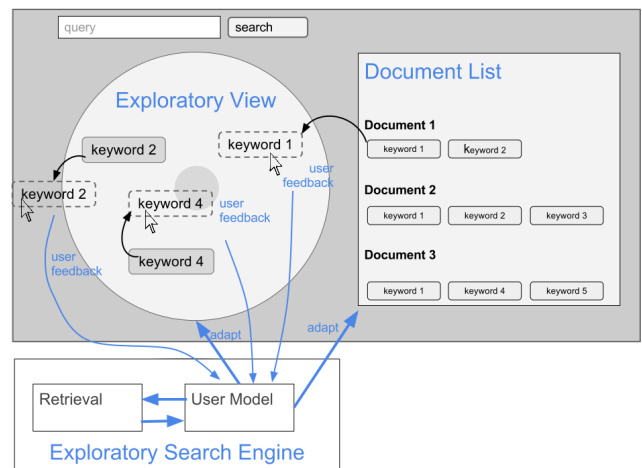 query
search
Document List
Exploratory View
Document 1
keyword 1
keyword 2
keyword 1
keyword 2
user
feedback
keyword 2
keyword 4
user
feedback
Document 2
keyword 1
keyword 2
keyword 3
user
feedback
keyword 4
Document 3
keyword 1
keyword 4
keyword 5
adapt
adapt
Retrieval
User Model
Exploratory Search Engine